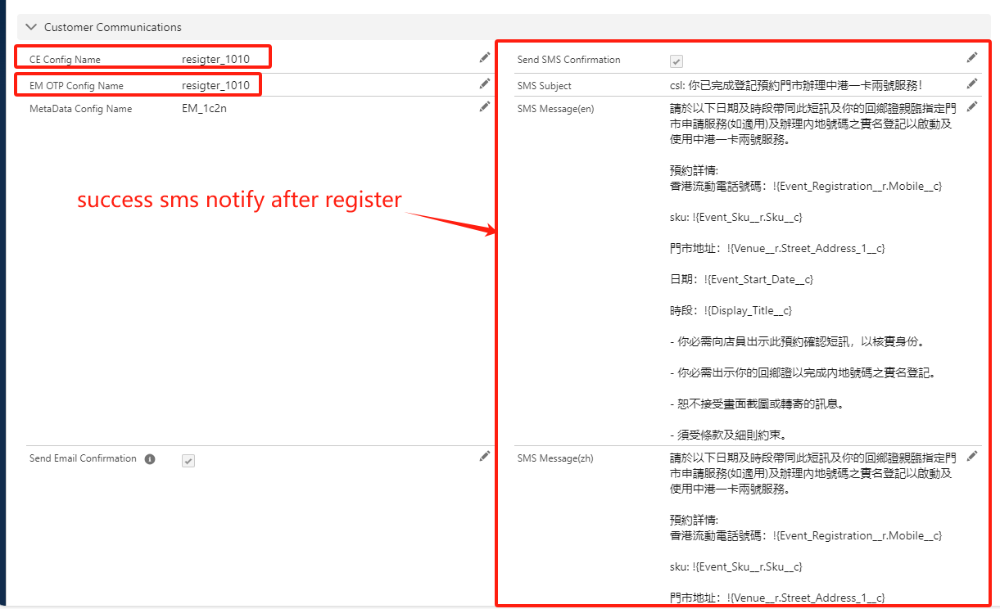 Customer Communications
CE Config Name
resigter_1010
EM OTP Config Name
resigter_1010
MetaData Config Name
EM_1c2n
success sms notify after register
Send Email Confirmation
Send SMS Confirmation
SMS Subject
csl: 你已完成登記預約門市辦理中港一卡兩號服務！
SMS Message(en)
請於以下日期及時段帶同此短訊及你的回鄉證親臨指定門
市申請服務(如適用)及辦理內地號碼之實名登記以啟動及
使用中港一卡兩號服務。
預約詳情:
香港流動電話號碼：!{Event_Registration__r.Mobile__c}
sku: !{Event_Sku__r.Sku__c}
門市地址：!{Venue__r.Street_Address_1__c}
日期：!{Event_Start_Date__c}
時段：!{Display_Title__c}
- 你必需向店員出示此預約確認短訊，以核實身份。
- 你必需出示你的回鄉證以完成內地號碼之實名登記。
- 恕不接受畫面截圖或轉寄的訊息。
- 須受條款及細則約束。
SMS Message(zh)
請於以下日期及時段帶同此短訊及你的回鄉證親臨指定門
市申請服務(如適用)及辦理內地號碼之實名登記以啟動及
使用中港一卡兩號服務。
預約詳情:
香港流動電話號碼：!{Event_Registration__r.Mobile__c}
sku: !{Event_Sku__r.Sku__c}
門市地址：!{Venue__r.Street_Address_1__c}